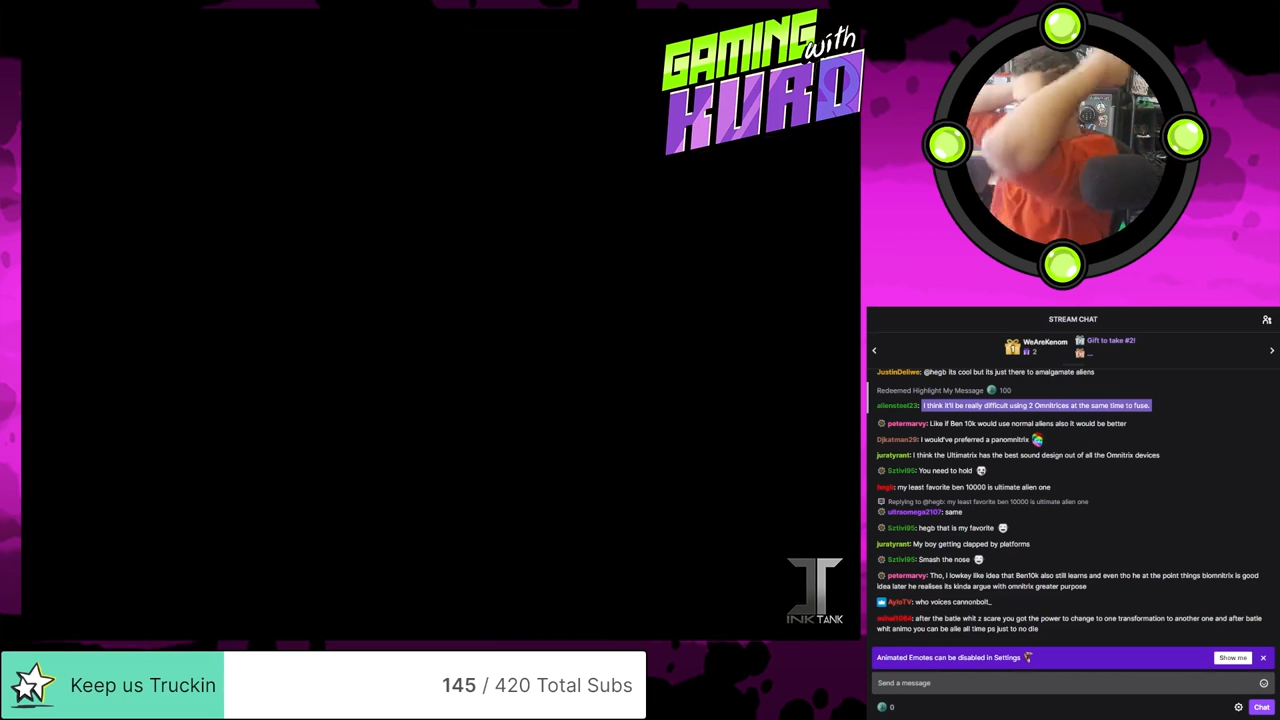 GAMING with
KURO
INK TANK
Keep us Truckin
145 / 420 Total Subs
STREAM CHAT
WeAreKenom
2
Gift to take #2!
...
JustinDeliwe: @hegb its cool but its just there to amalgamate aliens
Redeemed Highlight My Message 100
aliensteel23: I think it'll be really difficult using 2 Omnitrices at the same time to fuse.
petermarvy: Like if Ben 10k would use normal aliens also it would be better
Djkatman29: I would've preferred a panomnitrix
juratyrant: I think the Ultimatrix has the best sound design out of all the Omnitrix devices
Sztivi95: You need to hold
hegb: my least favorite ben 10000 is ultimate alien one
Replying to @hegb: my least favorite ben 10000 is ultimate alien one
ultraomega2107: same
Sztivi95: hegb that is my favorite
juratyrant: My boy getting clapped by platforms
Sztivi95: Smash the nose
petermarvy: Tho, I lowkey like idea that Ben10k also still learns and even tho he at the point things biomnitrix is good
idea later he realises its kinda argue with omnitrix greater purpose
AyloTV: who voices cannonbolt_
after the batle whit z scare you got the power to change to one transformation to another one and after batle
whit animo you can be alle all time ps just to no die
Animated Emotes can be disabled in Settings
Show me
Send a message
0
Chat